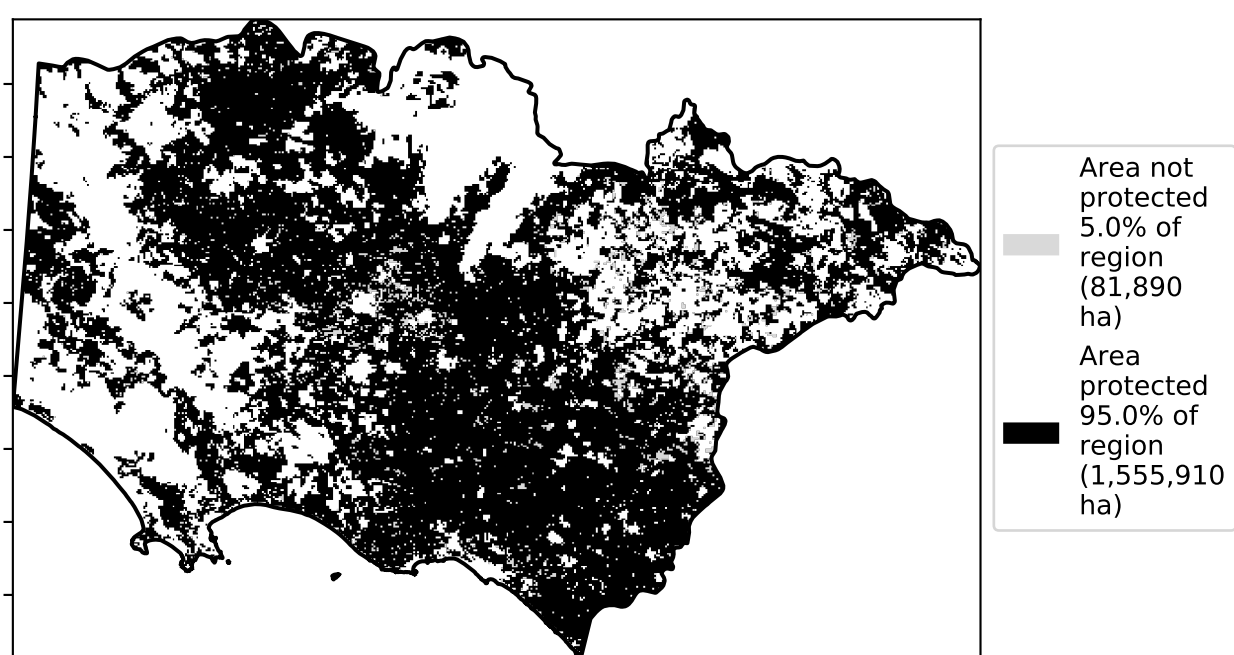 Area not
protected
5.0% of
region
(81,890
ha)
Area
protected
95.0% of
region
(1,555,910
ha)